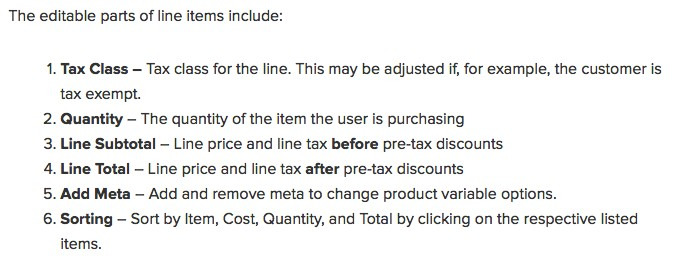 The editable parts of line items include:
1. Tax Class – Tax class for the line. This may be adjusted if, for example, the customer is
tax exempt.
2. Quantity – The quantity of the item the user is purchasing
3. Line Subtotal – Line price and line tax before pre-tax discounts
4. Line Total – Line price and line tax after pre-tax discounts
5. Add Meta – Add and remove meta to change product variable options.
6. Sorting – Sort by Item, Cost, Quantity, and Total by clicking on the respective listed
items.